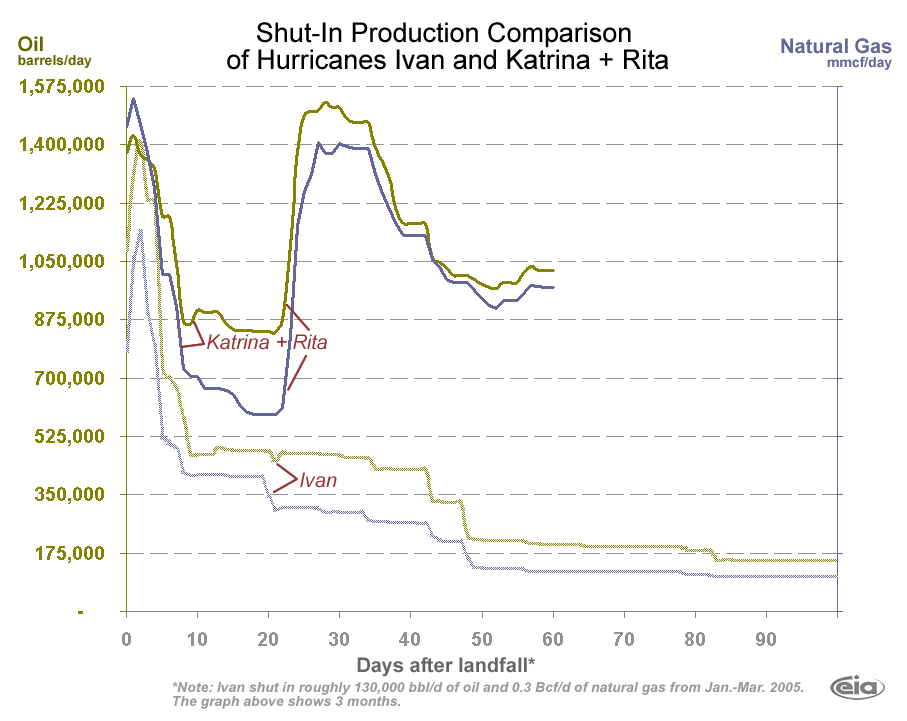 Shut-In Production Comparison
of Hurricanes Ivan and Katrina + Rita
Oil
barrels/day
Natural Gas
mmcf/day
1,575,000
1,400,000
1,225,000
1,050,000
875,000
700,000
525,000
350,000
175,000
-
Katrina + Rita
Ivan
0 10 20 30 40 50 60 70 80 90
Days after landfall*
*Note: Ivan shut in roughly 130,000 bbl/d of oil and 0.3 Bcf/d of natural gas from Jan.-Mar. 2005.
The graph above shows 3 months.
eia